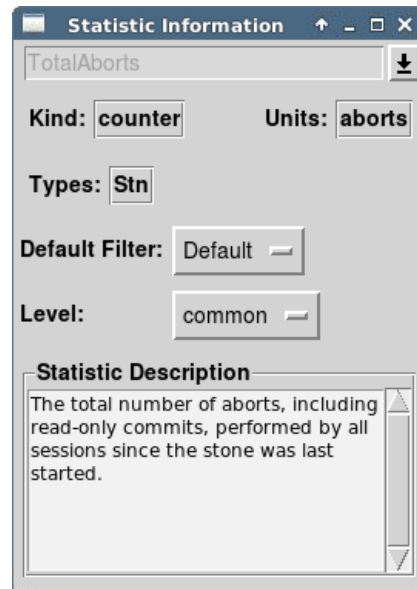 Statistic Information
TotalAborts
Kind: counter Units: aborts
Types: Stn
Default Filter: Default
Level: common
Statistic Description
The total number of aborts, including
read-only commits, performed by all
sessions since the stone was last
started.